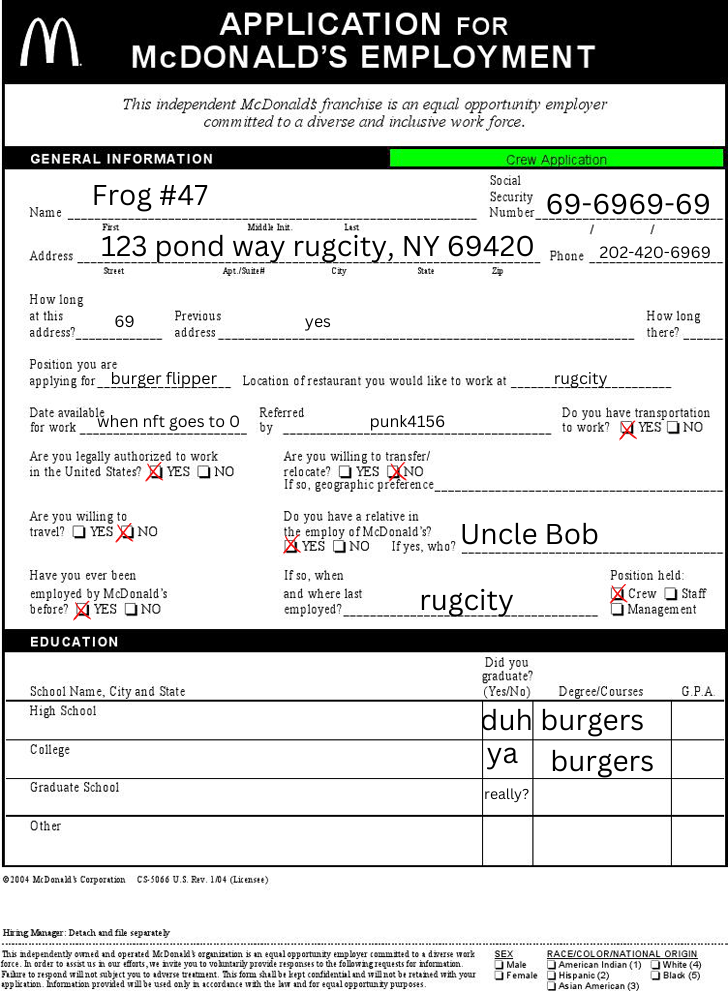 APPLICATION FOR
McDONALD'S EMPLOYMENT
This independent McDonald's franchise is an equal opportunity employer
committed to a diverse and inclusive work force.
GENERAL INFORMATION Crew Application
Name Frog #47 Social Security Number 69-6969-69
First Middle Init. Last / /
Address 123 pond way rugcity, NY 69420 Phone 202-420-6969
Street Apt./Suite# City State Zip
How long at this address? 69 Previous address yes How long there?
Position you are applying for burger flipper Location of restaurant you would like to work at rugcity
Date available for work when nft goes to 0 Referred by punk4156 Do you have transportation to work? YES NO
Are you legally authorized to work in the United States? YES NO
Are you willing to transfer/relocate? YES NO
If so, geographic preference
Are you willing to travel? YES NO
Do you have a relative in the employ of McDonald's? YES NO If yes, who? Uncle Bob
Have you ever been employed by McDonald's before? YES NO
If so, when and where last employed? rugcity
Position held: Crew Staff Management
EDUCATION
School Name, City and State Did you graduate? (Yes/No) Degree/Courses G.P.A.
High School duh burgers
College ya burgers
Graduate School really?
Other
©2004 McDonald's Corporation CS-5066 U.S. Rev. 1/04 (Licensee)
Hiring Manager: Detach and file separately
This independently owned and operated McDonald's organization is an equal opportunity employer committed to a diverse work
force. In order to assist us in our efforts, we invite you to voluntarily provide responses to the following requests for information.
Failure to respond will not subject you to adverse treatment. This form shall be kept confidential and will not be retained with your
application. Information provided will be used only in accordance with the law and for equal opportunity purposes.
SEX
Male
Female
RACE/COLOR/NATIONAL ORIGIN
American Indian (1) White (4)
Hispanic (2) Black (5)
Asian American (3)